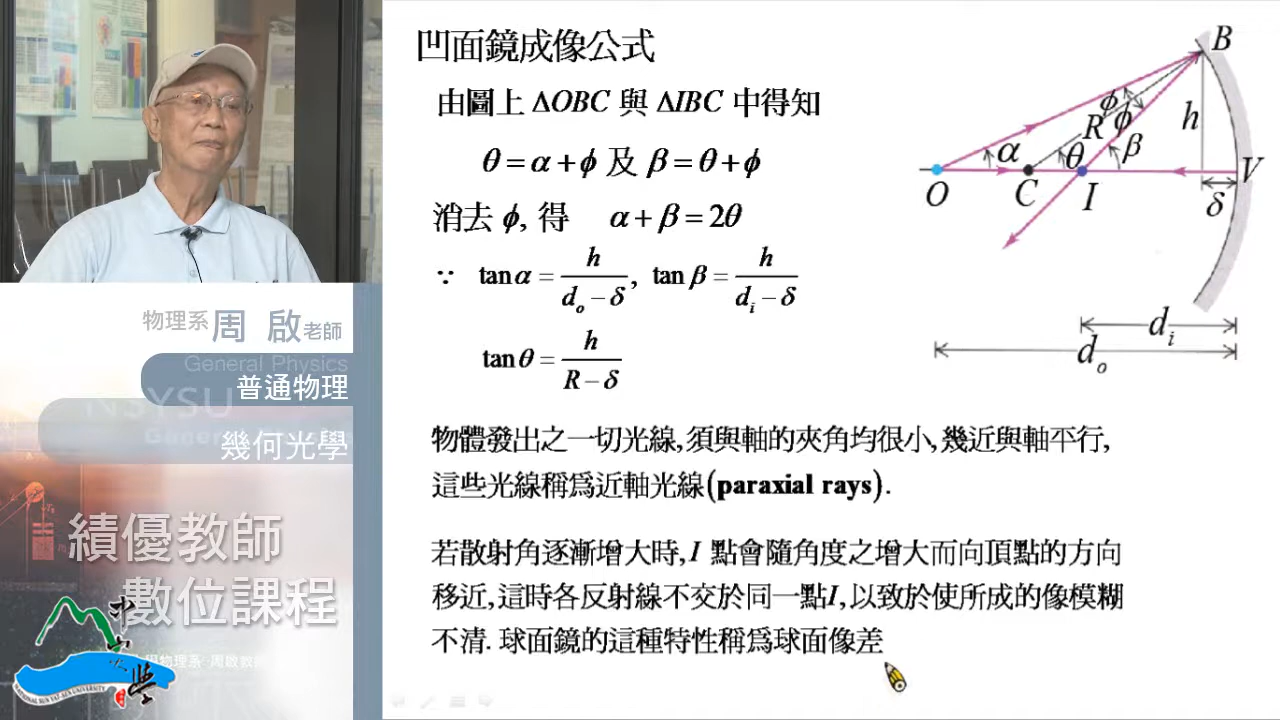 凹面鏡成像公式
由圖上 ΔOBC 與 ΔIBC 中得知
θ = α + ϕ 及 β = θ + ϕ
消去 ϕ, 得 α + β = 2θ
∵ tan α = h / (d_o − δ), tan β = h / (d_i − δ)
tan θ = h / (R − δ)
物體發出之一切光線,須與軸的夾角均很小,幾近與軸平行,
這些光線稱為近軸光線(paraxial rays).
若散射角逐漸增大時, I 點會隨角度之增大而向頂點的方向
移近,這時各反射線不交於同一點I,以致於使所成的像模糊
不清. 球面鏡的這種特性稱為球面像差
B
ϕ
ϕ
R
h
α
θ
β
O
C
I
V
δ
d_i
d_o
物理系 周 啟 老師
General Physics
普通物理
NSYSU
幾何光學
績優教師
數位課程
NATIONAL SUN YAT-SEN UNIVERSITY